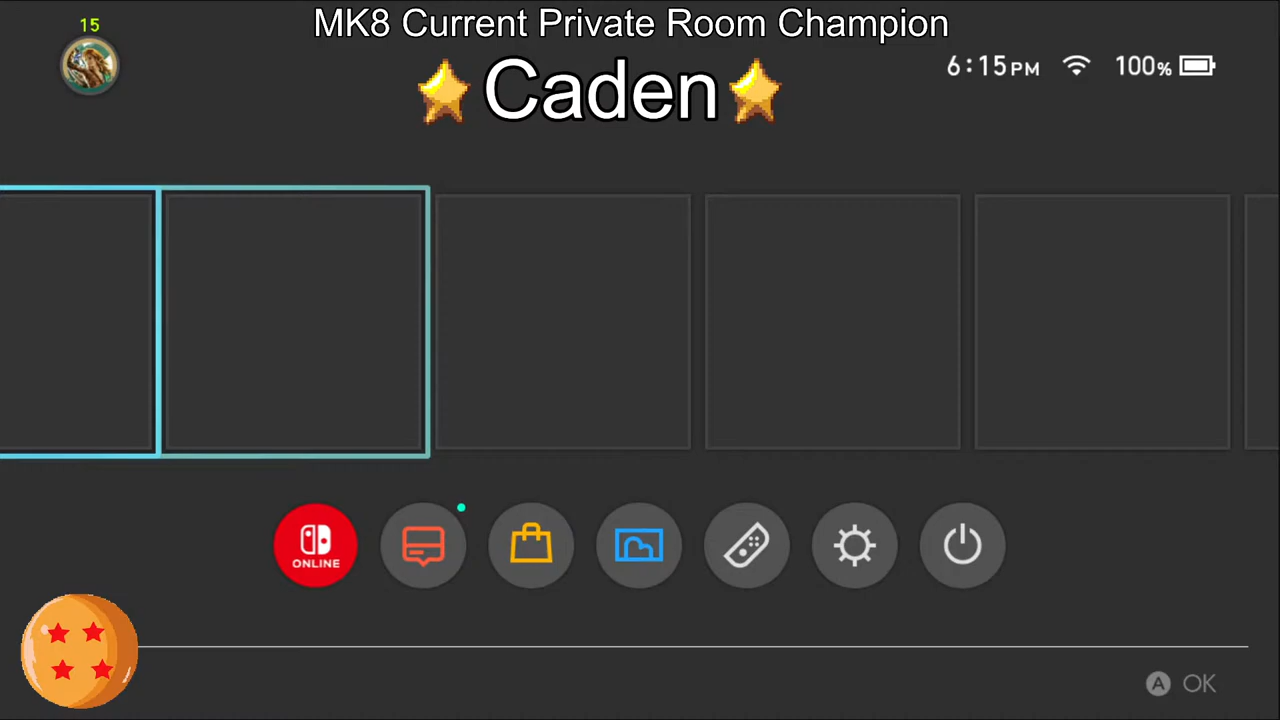 MK8 Current Private Room Champion
15
Caden
6:15PM 100%
ONLINE
A OK